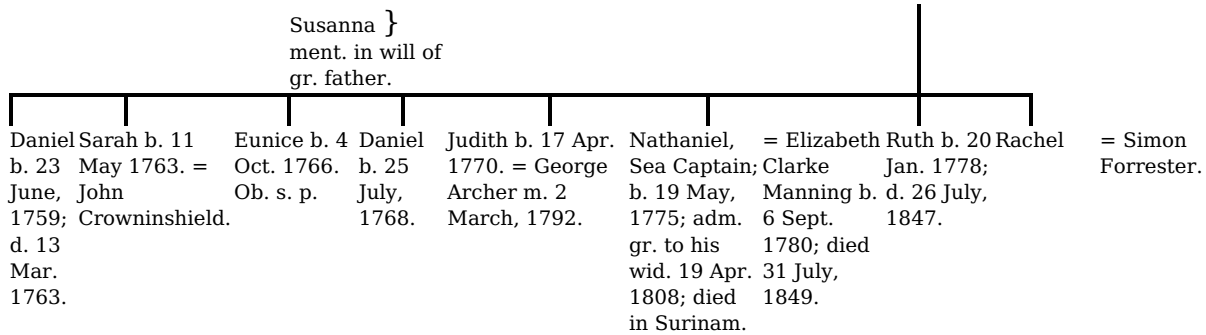 Susanna }
ment. in will of
gr. father.
Daniel
b. 23
June,
1759;
d. 13
Mar.
1763.
Sarah b. 11
May 1763. =
John
Crowninshield.
Eunice b. 4
Oct. 1766.
Ob. s. p.
Daniel
b. 25
July,
1768.
Judith b. 17 Apr.
1770. = George
Archer m. 2
March, 1792.
Nathaniel,
Sea Captain;
b. 19 May,
1775; adm.
gr. to his
wid. 19 Apr.
1808; died
in Surinam.
= Elizabeth
Clarke
Manning b.
6 Sept.
1780; died
31 July,
1849.
Ruth b. 20
Jan. 1778;
d. 26 July,
1847.
Rachel
= Simon
Forrester.